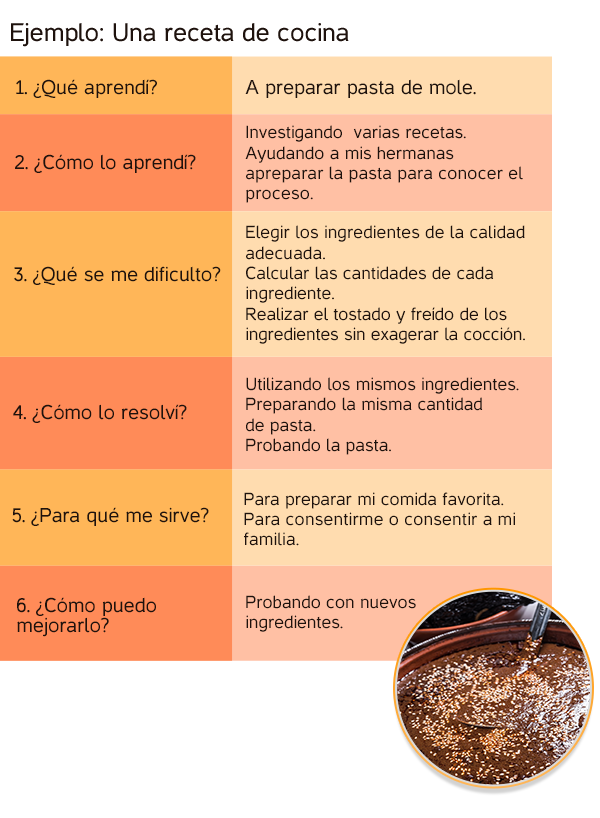 Ejemplo: Una receta de cocina
1. ¿Qué aprendí?
A preparar pasta de mole.
2. ¿Cómo lo aprendí?
Investigando  varias recetas.
Ayudando a mis hermanas
apreparar la pasta para conocer el
proceso.
3. ¿Qué se me dificulto?
Elegir los ingredientes de la calidad
adecuada.
Calcular las cantidades de cada
ingrediente.
Realizar el tostado y freído de los
ingredientes sin exagerar la cocción.
4. ¿Cómo lo resolví?
Utilizando los mismos ingredientes.
Preparando la misma cantidad
de pasta.
Probando la pasta.
5. ¿Para qué me sirve?
Para preparar mi comida favorita.
Para consentirme o consentir a mi
familia.
6. ¿Cómo puedo
mejorarlo?
Probando con nuevos
ingredientes.